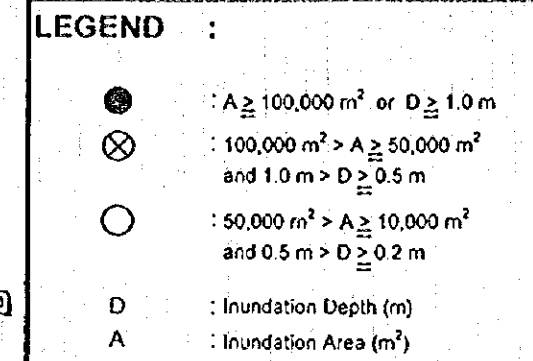 LEGEND :
: A ≧ 100,000 m² or D ≧ 1.0 m
: 100,000 m² > A ≧ 50,000 m²
and 1.0 m > D ≧ 0.5 m
: 50,000 m² > A ≧ 10,000 m²
and 0.5 m > D ≧ 0.2 m
D : Inundation Depth (m)
A : Inundation Area (m²)